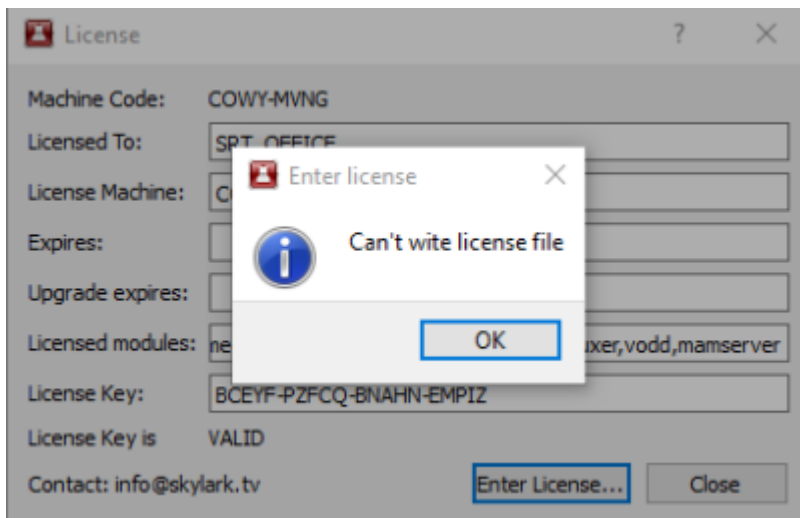 License ?
Machine Code: COWY-MVNG
Licensed To: SRT_OFFICE
License Machine:
Enter license
Expires:
Can't wite license file
Upgrade expires:
Licensed modules: uxer,vodd,mamserver
OK
License Key: BCEYF-PZFCQ-BNAHN-EMPIZ
License Key is VALID
Contact: info@skylark.tv Enter License... Close